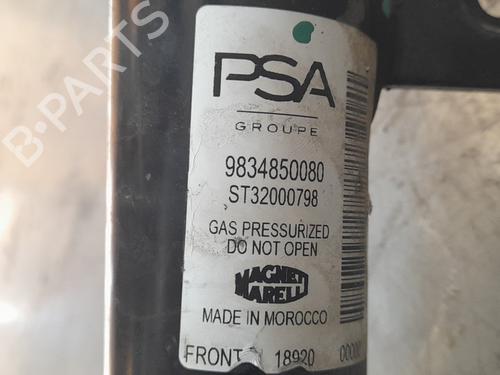 PSA
GROUPE
9834850080
ST32000798
GAS PRESSURIZED
DO NOT OPEN
MAGNETI
MARELLI
MADE IN MOROCCO
FRONT 18920
B-PARTS